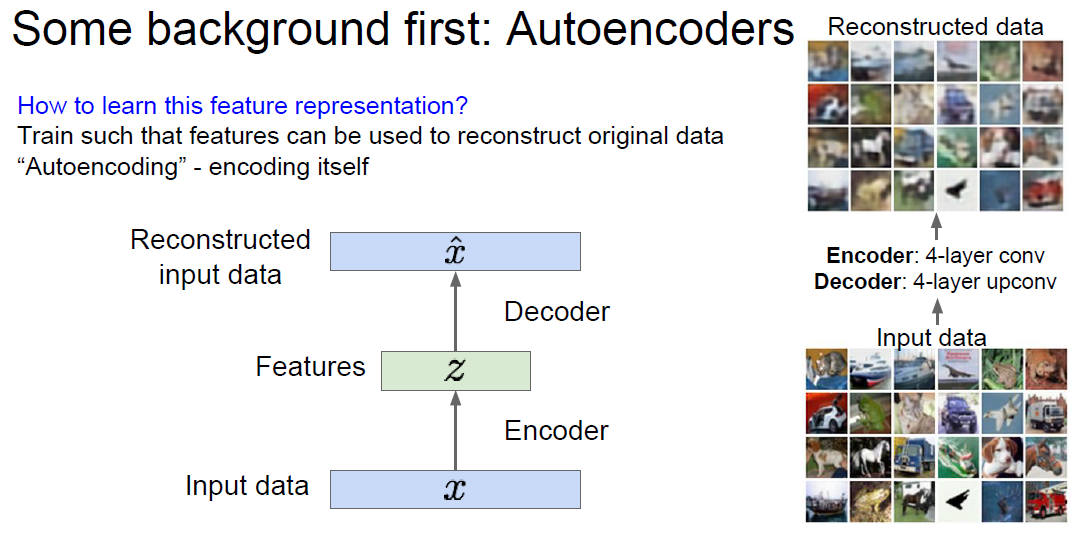 Some background first: Autoencoders
How to learn this feature representation?
Train such that features can be used to reconstruct original data
“Autoencoding” - encoding itself
Reconstructed
input data
x̂
Decoder
Features
z
Encoder
Input data
x
Reconstructed data
Encoder: 4-layer conv
Decoder: 4-layer upconv
Input data